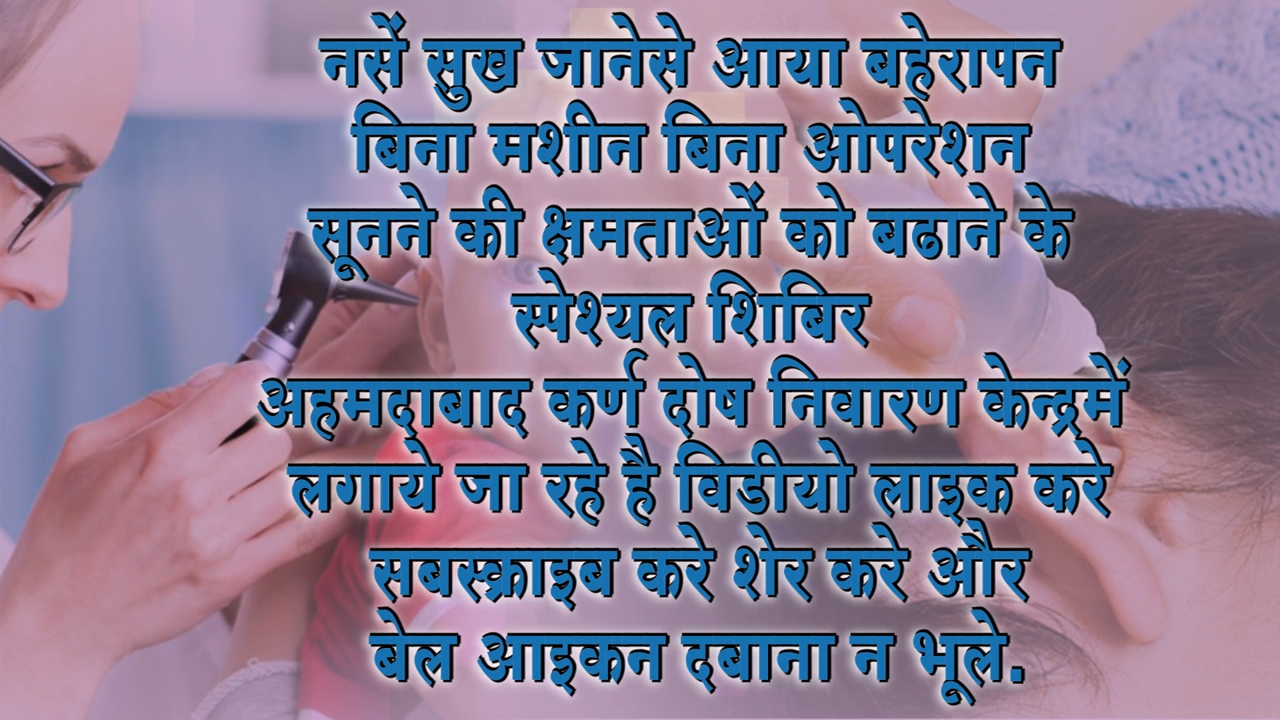 नसें सुख जानेसे आया बहेरापन
बिना मशीन बिना ओपरेशन
सूनने की क्षमताओं को बढाने के
स्पेश्यल शिबिर
अहमदाबाद कर्ण दोष निवारण केन्द्रमें
लगाये जा रहे है विडीयो लाइक करे
सबस्क्राइब करे शेर करे और
बेल आइकन दबाना न भूले.